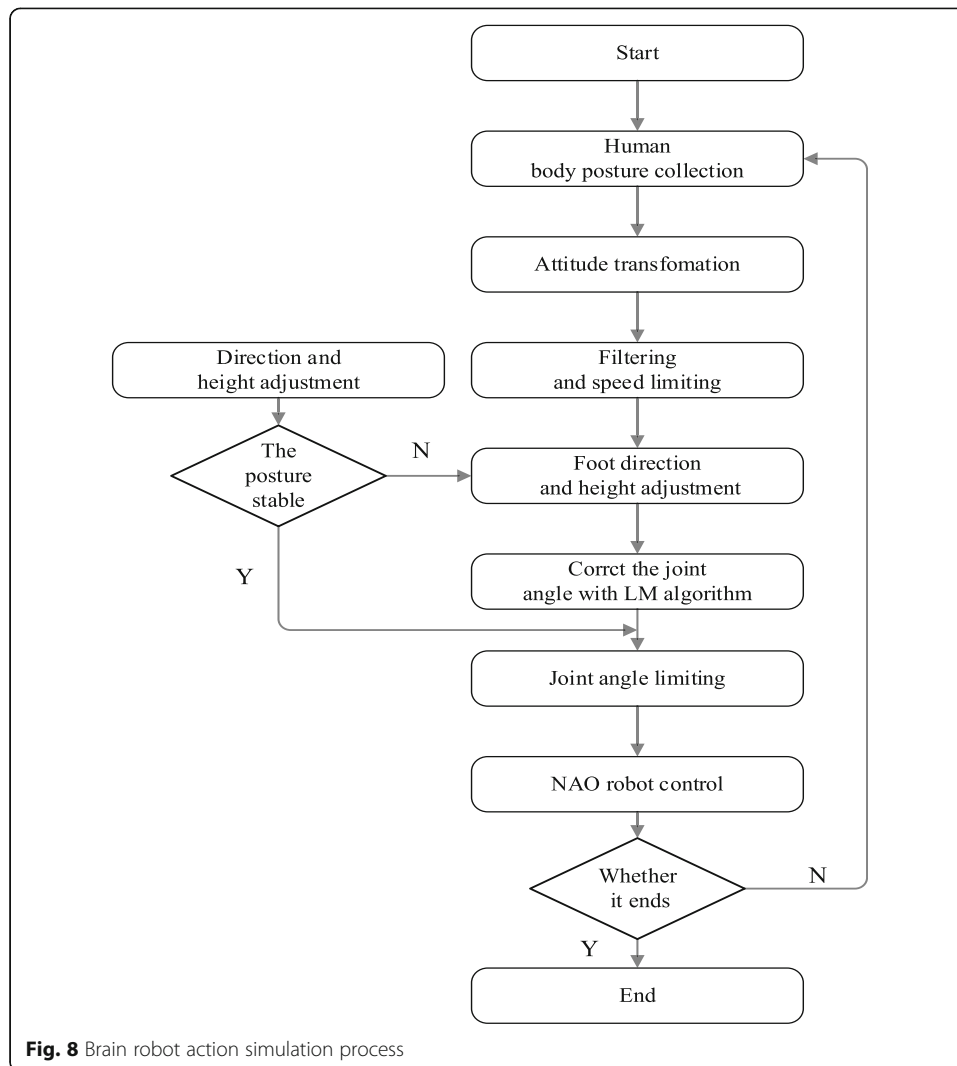 Start
Human
body posture collection
Attitude transfomation
Direction and
height adjustment
Filtering
and speed limiting
The
posture
stable
N
Foot direction
and height adjustment
Y
Corrct the joint
angle with LM algorithm
Joint angle limiting
NAO robot control
Whether
it ends
N
Y
End
Fig. 8 Brain robot action simulation process